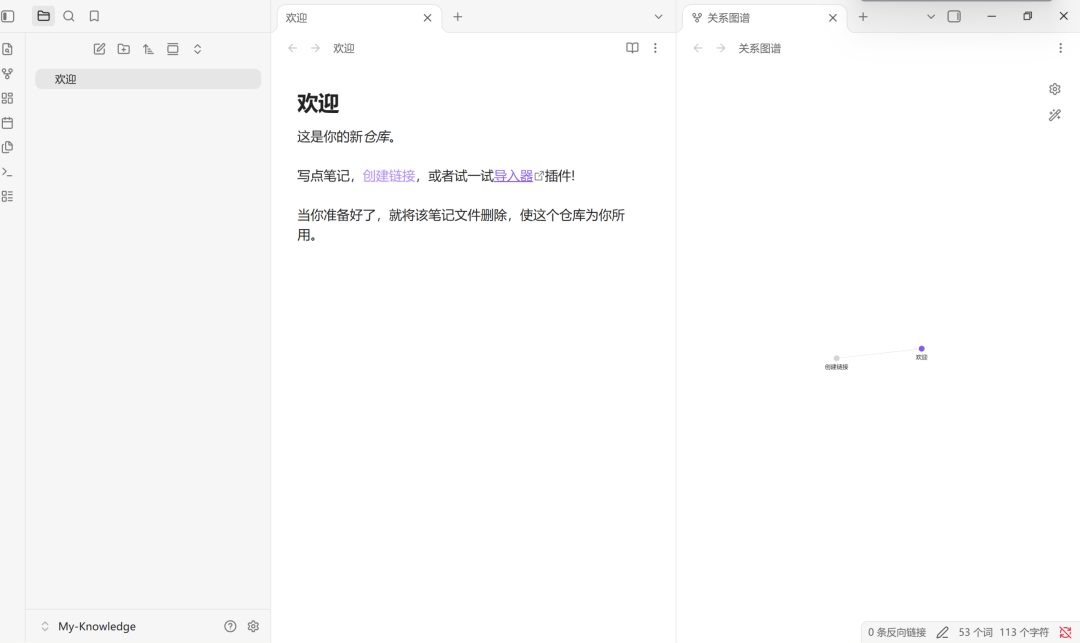 欢迎
关系图谱
欢迎
关系图谱
欢迎
欢迎
这是你的新仓库。
写点笔记，创建链接，或者试一试导入器插件!
当你准备好了，就将该笔记文件删除，使这个仓库为你所
用。
欢迎
创建链接
My-Knowledge
0 条反向链接 53 个词 113 个字符